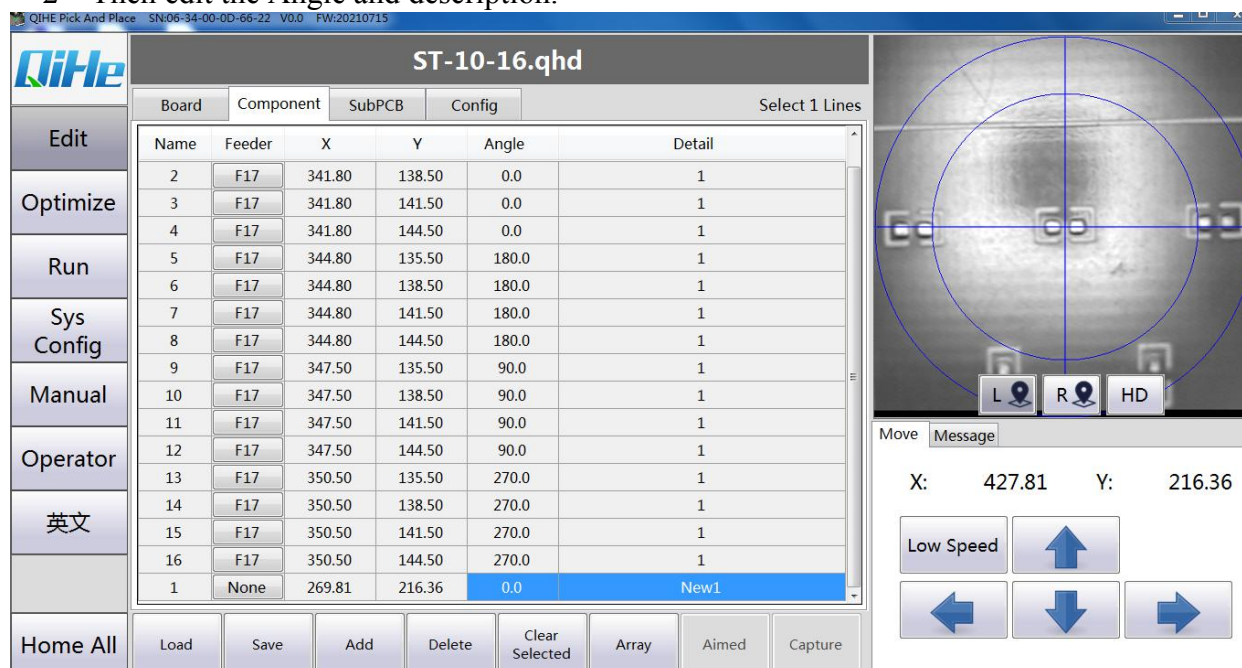 2 Then edit the Angle and description.
QIHE Pick And Place SN:06-34-00-0D-66-22 V0.0 FW:20210715
QiHe
ST-10-16.qhd
Board Component SubPCB Config Select 1 Lines
Edit
Optimize
Run
Sys
Config
Manual
Operator
英文
Home All
Name Feeder X Y Angle Detail
2 F17 341.80 138.50 0.0 1
3 F17 341.80 141.50 0.0 1
4 F17 341.80 144.50 0.0 1
5 F17 344.80 135.50 180.0 1
6 F17 344.80 138.50 180.0 1
7 F17 344.80 141.50 180.0 1
8 F17 344.80 144.50 180.0 1
9 F17 347.50 135.50 90.0 1
10 F17 347.50 138.50 90.0 1
11 F17 347.50 141.50 90.0 1
12 F17 347.50 144.50 90.0 1
13 F17 350.50 135.50 270.0 1
14 F17 350.50 138.50 270.0 1
15 F17 350.50 141.50 270.0 1
16 F17 350.50 144.50 270.0 1
1 None 269.81 216.36 0.0 New1
Load Save Add Delete Clear Selected Array Aimed Capture
L R HD
Move Message
X: 427.81 Y: 216.36
Low Speed